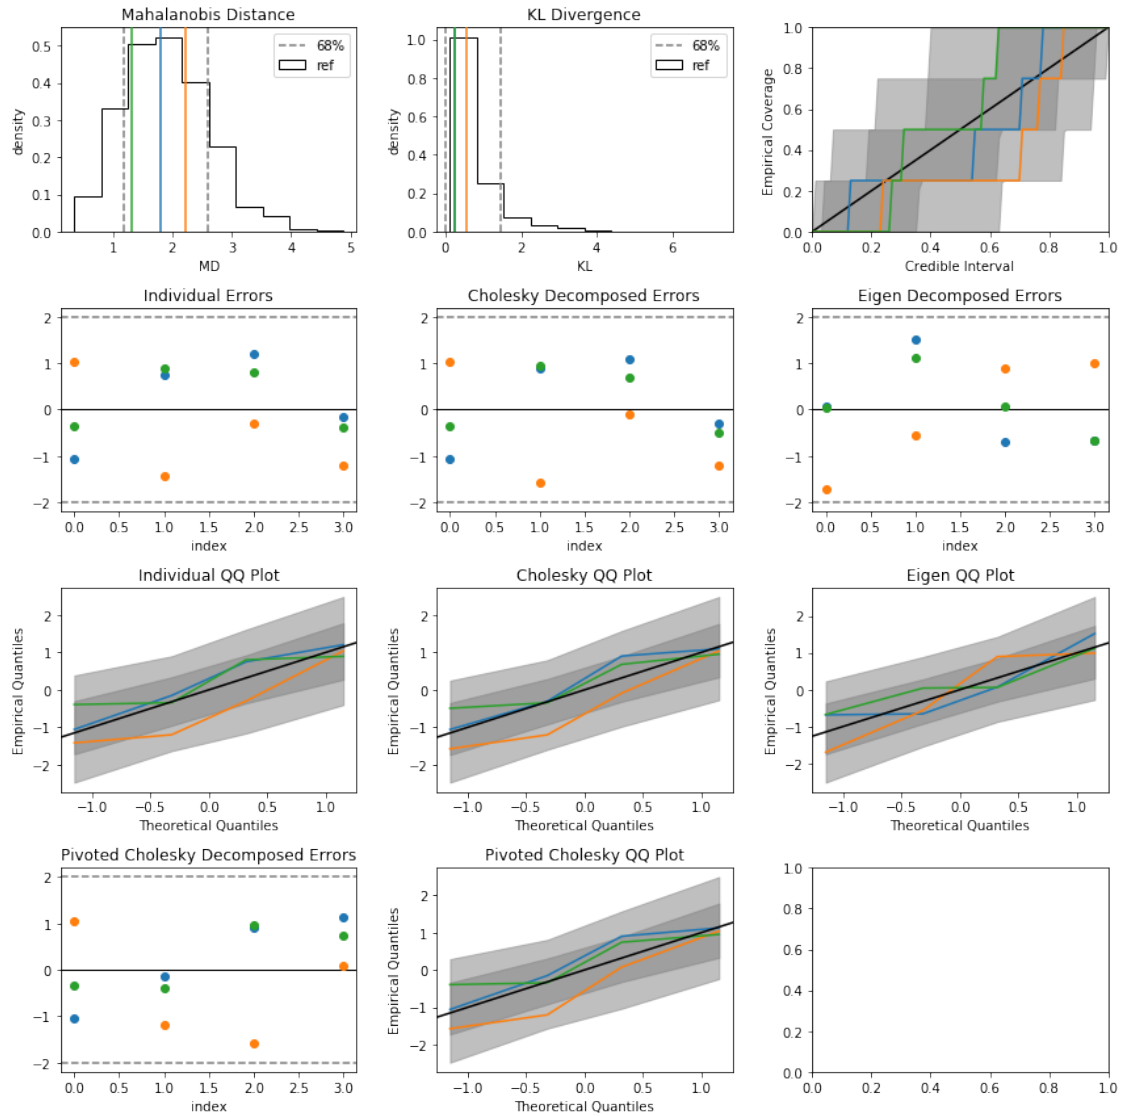 Mahalanobis Distance
density
0.5
0.4
0.3
0.2
0.1
0.0
68%
ref
1 2 3 4 5
MD
KL Divergence
density
1.0
0.8
0.6
0.4
0.2
0.0
68%
ref
0 2 4 6
KL
Empirical Coverage
1.0
0.8
0.6
0.4
0.2
0.0
0.0 0.2 0.4 0.6 0.8 1.0
Credible Interval
Individual Errors
2
1
0
−1
−2
0.0 0.5 1.0 1.5 2.0 2.5 3.0
index
Cholesky Decomposed Errors
2
1
0
−1
−2
0.0 0.5 1.0 1.5 2.0 2.5 3.0
index
Eigen Decomposed Errors
2
1
0
−1
−2
0.0 0.5 1.0 1.5 2.0 2.5 3.0
index
Individual QQ Plot
Empirical Quantiles
2
1
0
−1
−2
−1.0 −0.5 0.0 0.5 1.0
Theoretical Quantiles
Cholesky QQ Plot
Empirical Quantiles
2
1
0
−1
−2
−1.0 −0.5 0.0 0.5 1.0
Theoretical Quantiles
Eigen QQ Plot
Empirical Quantiles
2
1
0
−1
−2
−1.0 −0.5 0.0 0.5 1.0
Theoretical Quantiles
Pivoted Cholesky Decomposed Errors
2
1
0
−1
−2
0.0 0.5 1.0 1.5 2.0 2.5 3.0
index
Pivoted Cholesky QQ Plot
Empirical Quantiles
2
1
0
−1
−2
−1.0 −0.5 0.0 0.5 1.0
Theoretical Quantiles
1.0
0.8
0.6
0.4
0.2
0.0
0.0 0.2 0.4 0.6 0.8 1.0